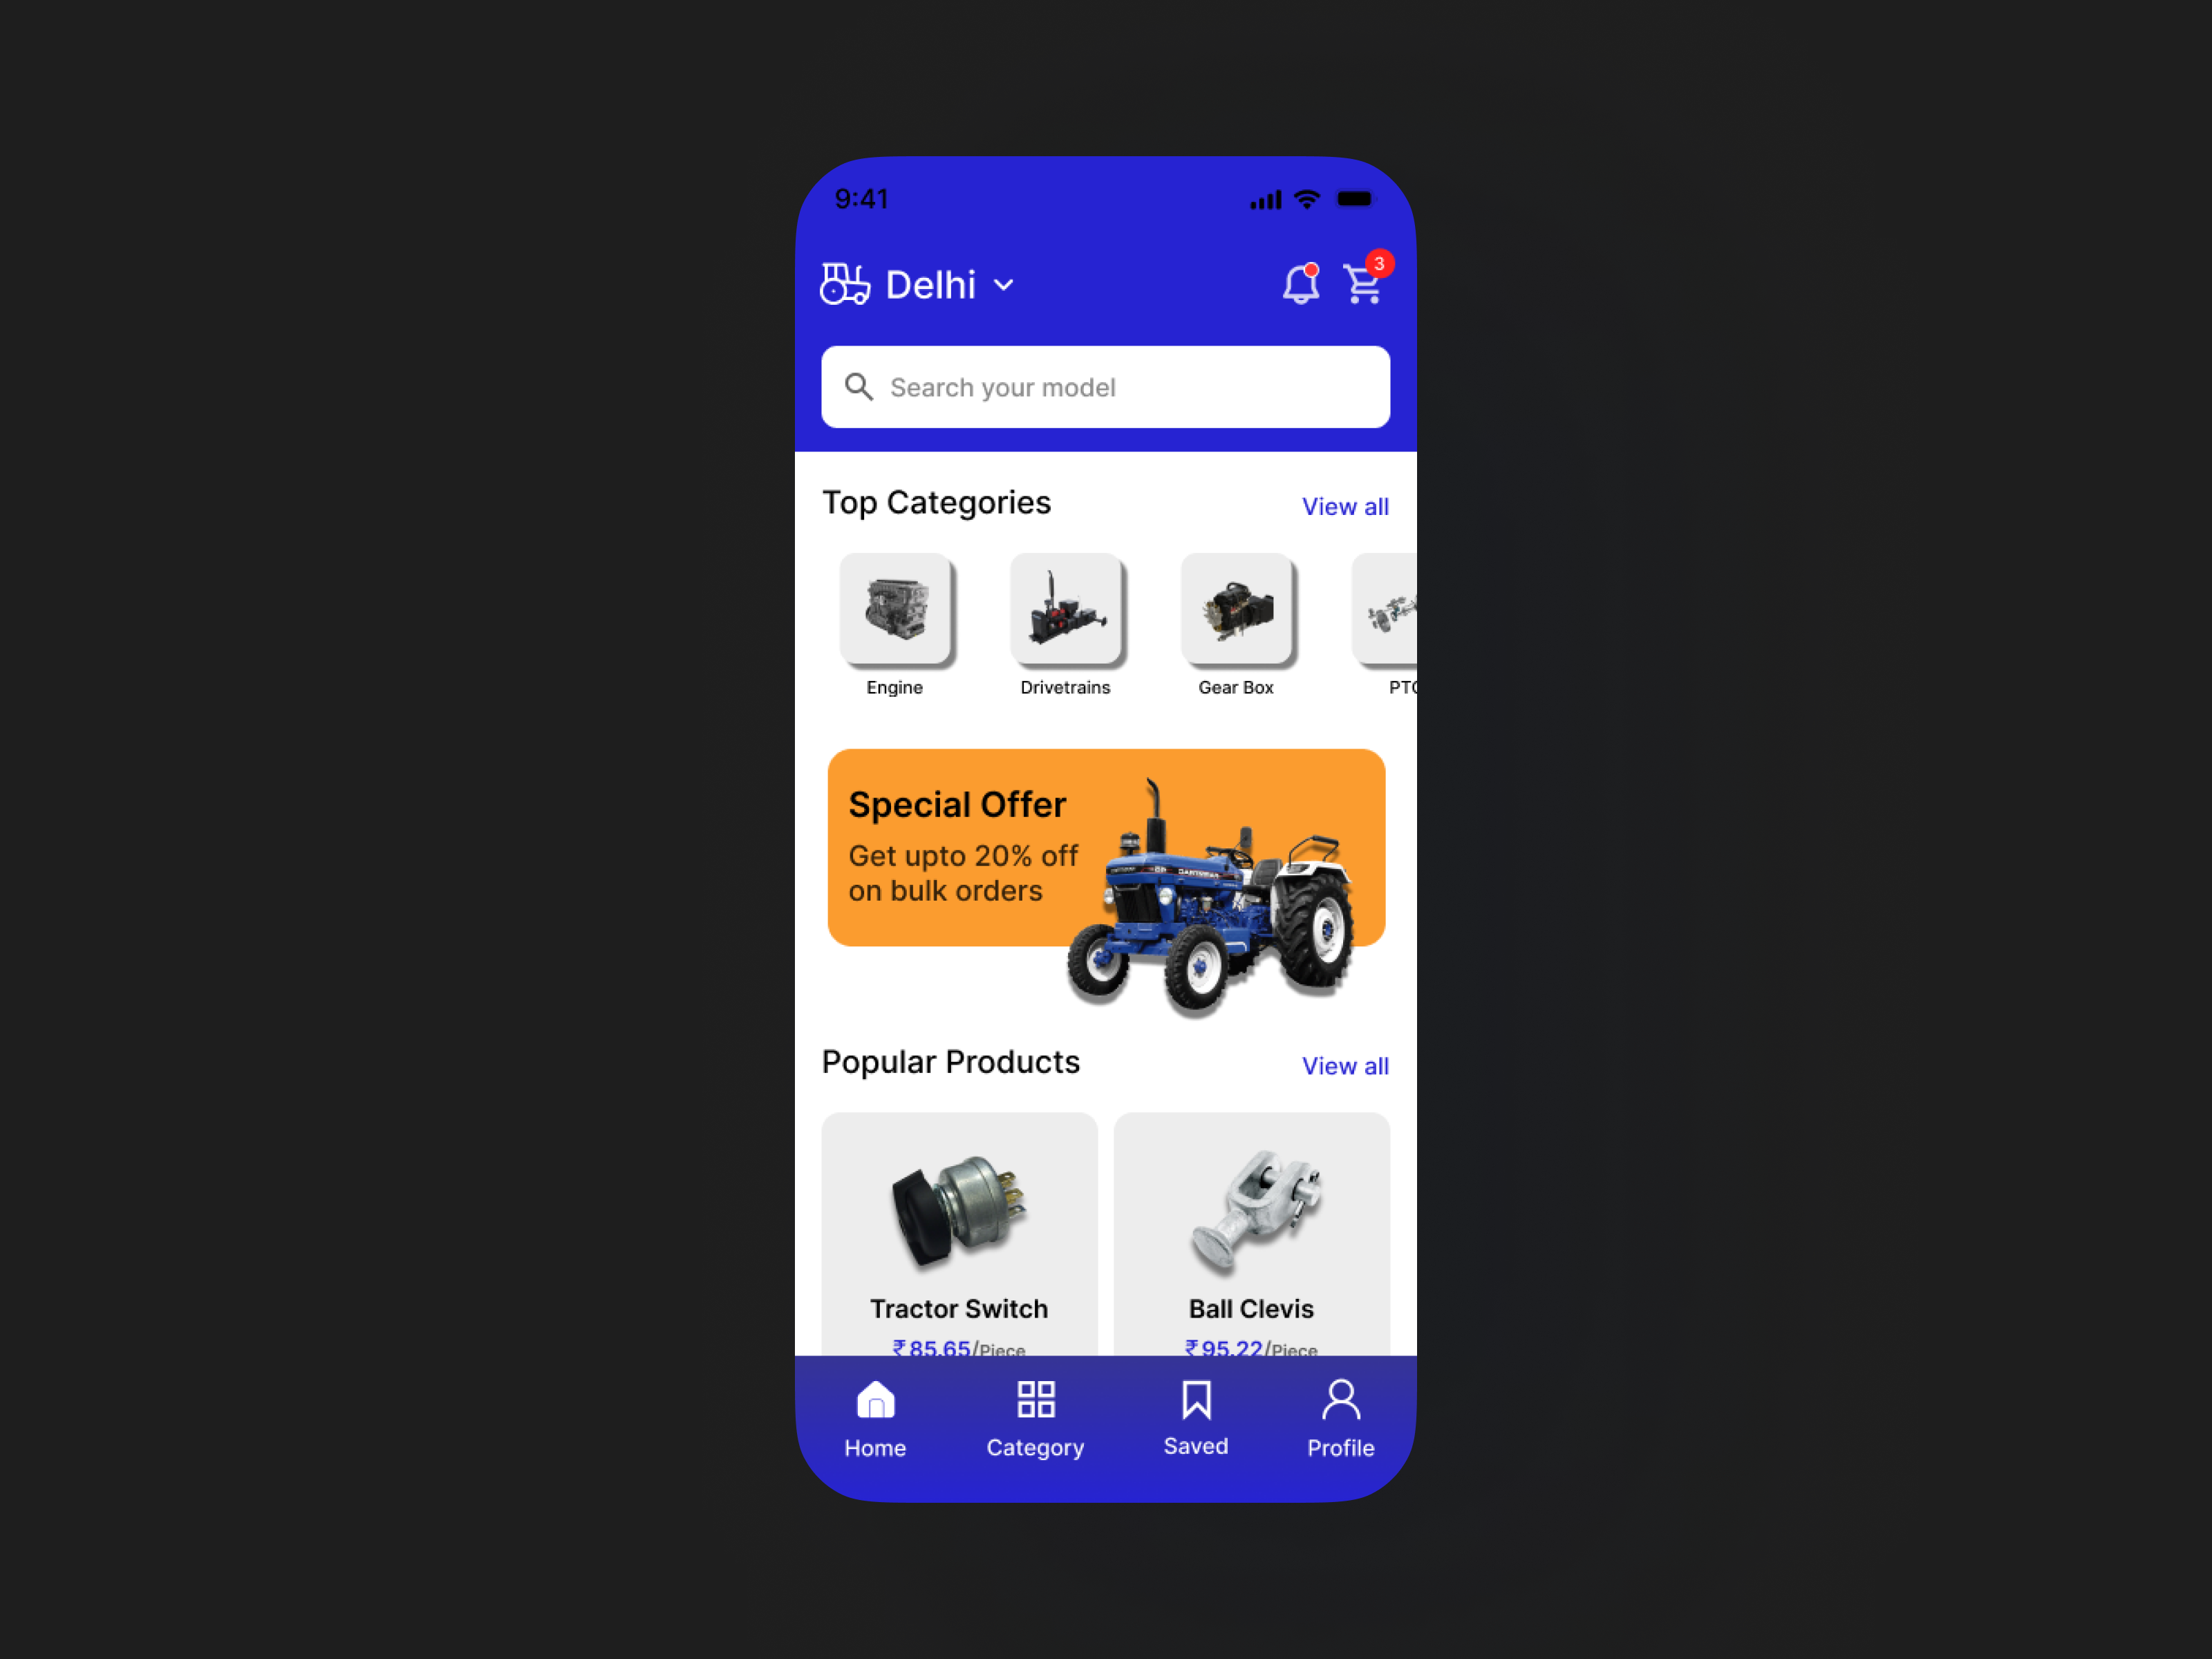 9:41
Delhi
3
Search your model
Top Categories
View all
Engine
Drivetrains
Gear Box
Special Offer
Get upto 20% off
on bulk orders
Popular Products
View all
Tractor Switch
Ball Clevis
₹85.65/Piece
₹95.22/Piece
Home
Category
Saved
Profile